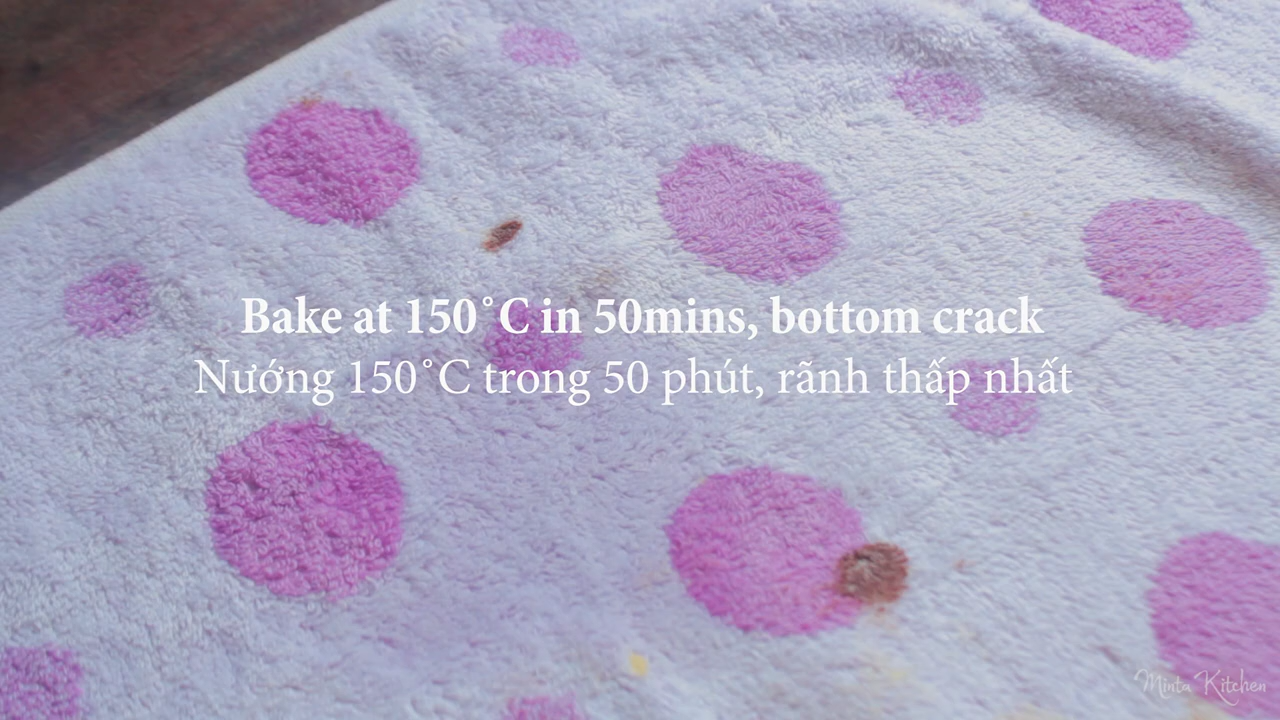 Bake at 150˚C in 50mins, bottom crack
Nướng 150˚C trong 50 phút, rãnh thấp nhất
Minta Kitchen